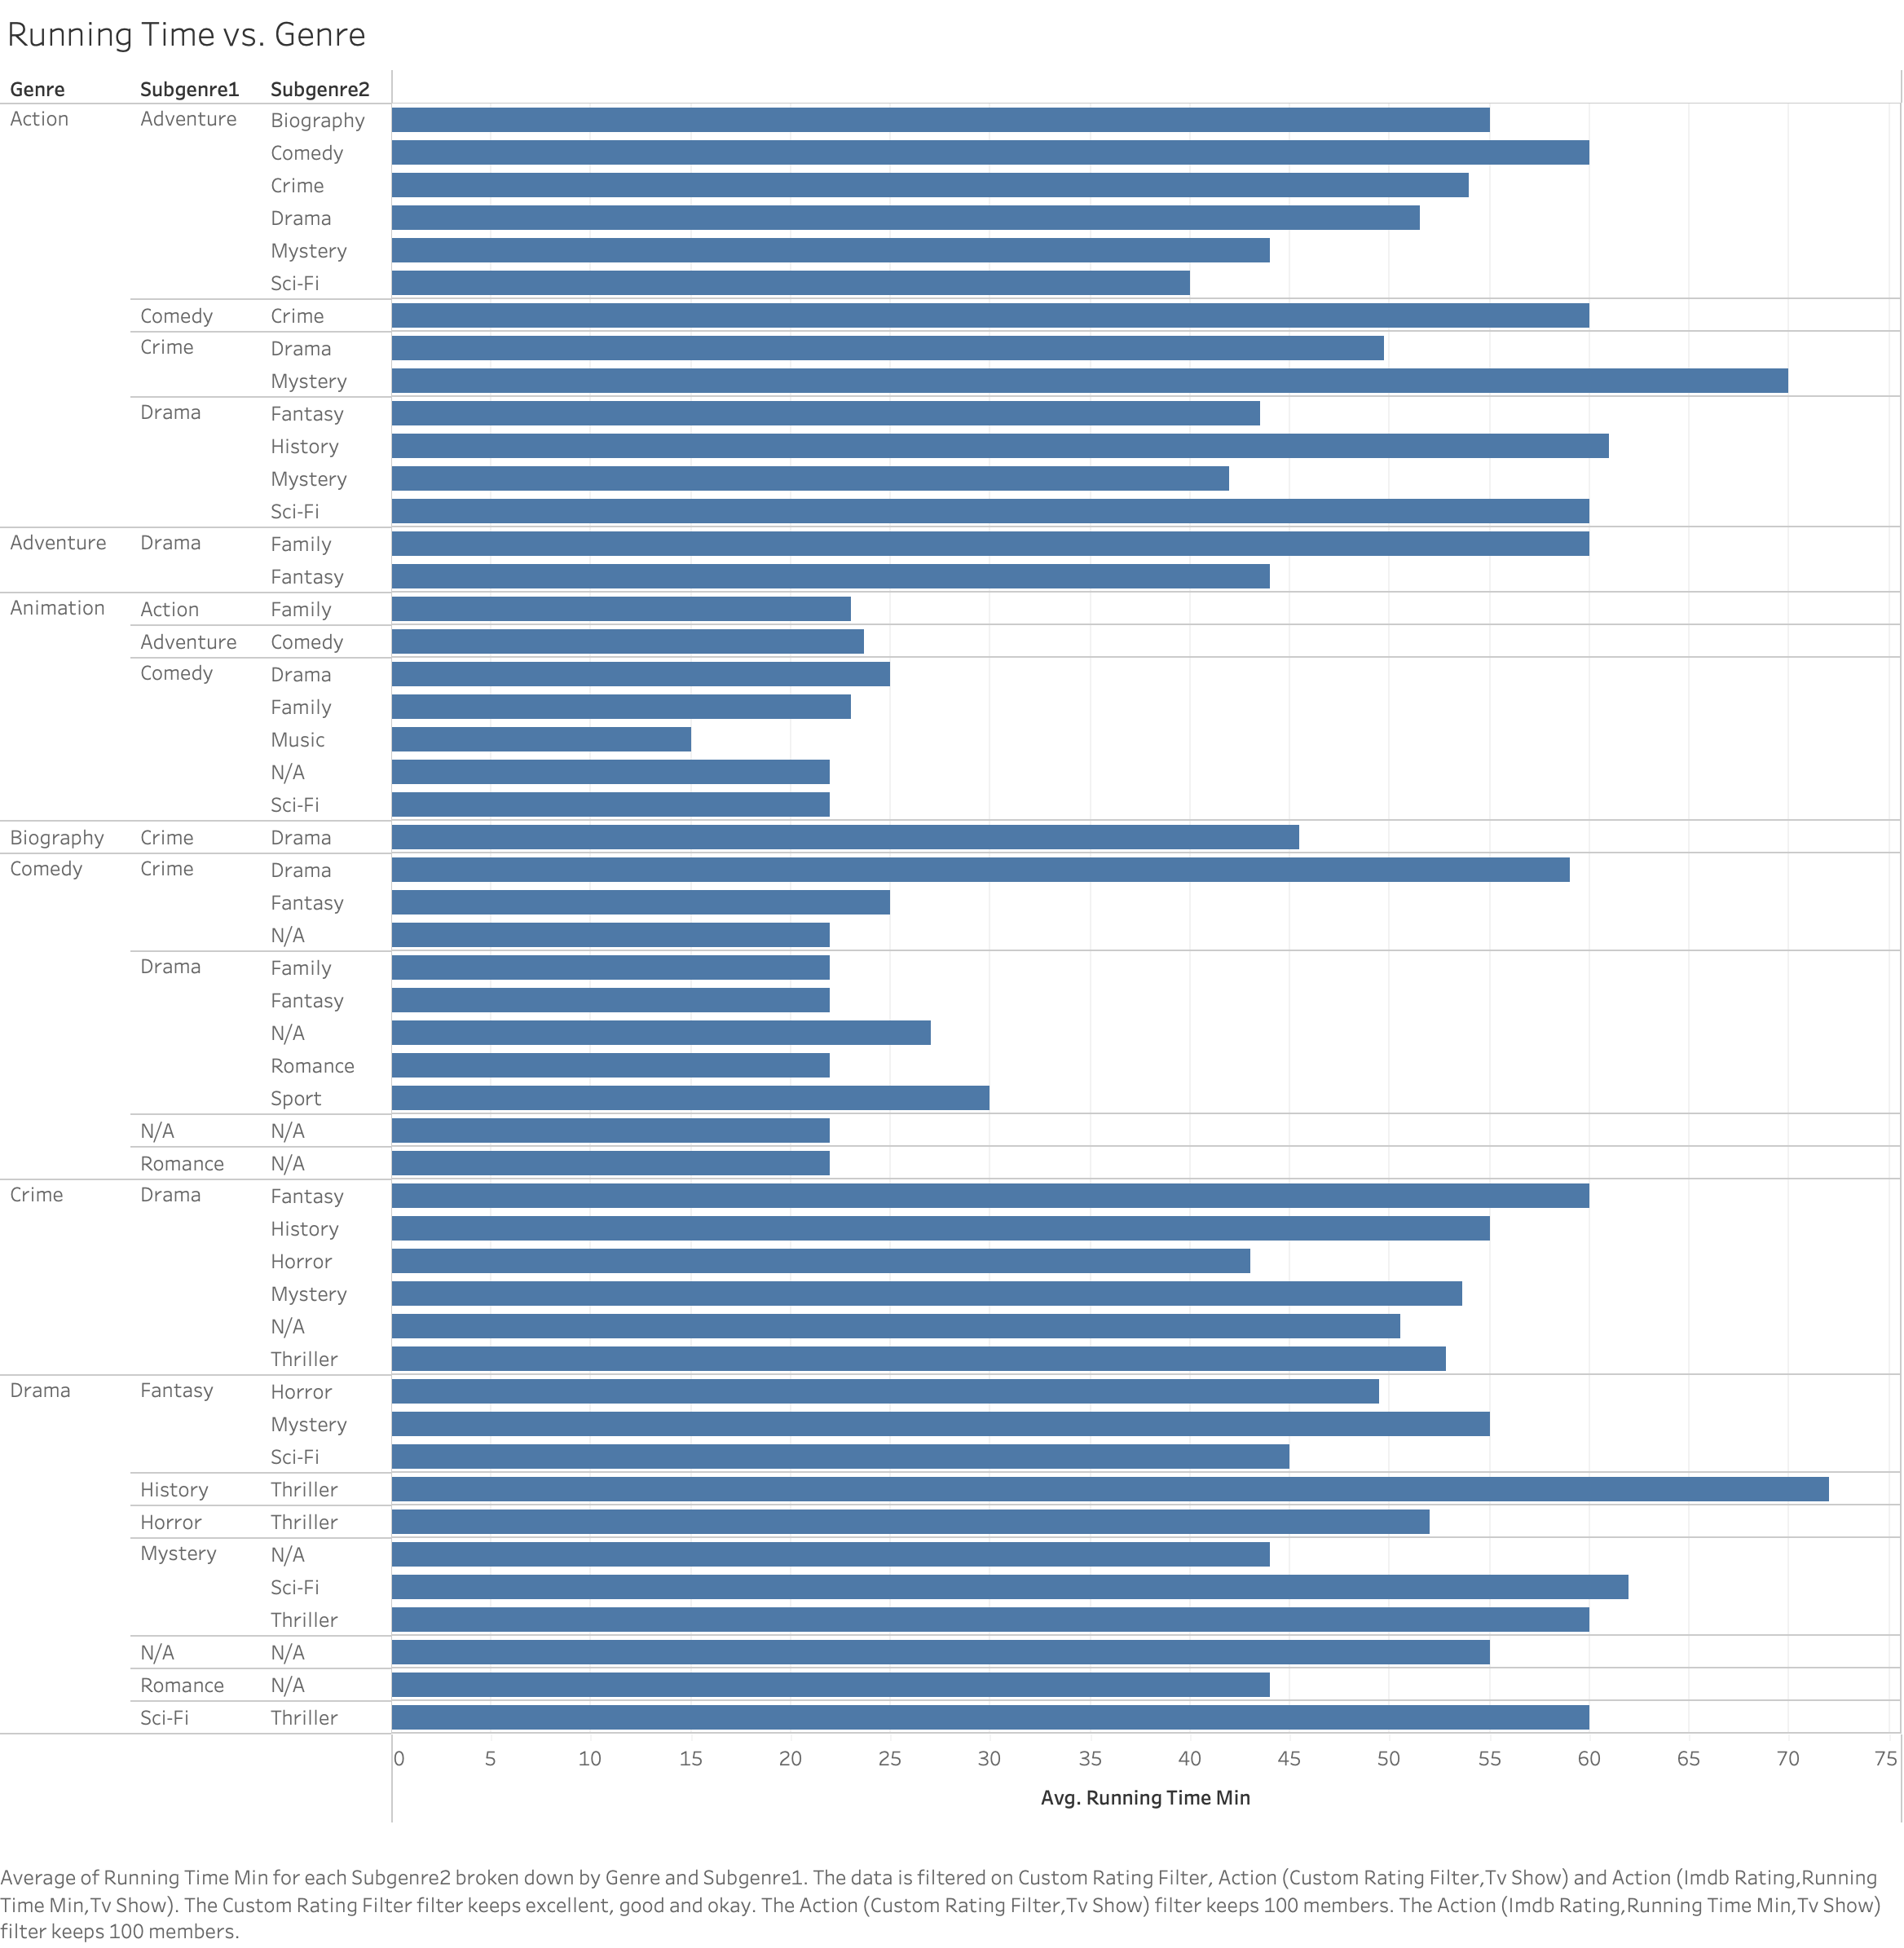 Running Time vs. Genre
Genre Subgenre1 Subgenre2
Action Adventure Biography
Comedy
Crime
Drama
Mystery
Sci-Fi
Comedy Crime
Crime Drama
Mystery
Drama Fantasy
History
Mystery
Sci-Fi
Adventure Drama Family
Fantasy
Animation Action Family
Adventure Comedy
Comedy Drama
Family
Music
N/A
Sci-Fi
Biography Crime Drama
Comedy Crime Drama
Fantasy
N/A
Drama Family
Fantasy
N/A
Romance
Sport
N/A N/A
Romance N/A
Crime Drama Fantasy
History
Horror
Mystery
N/A
Thriller
Drama Fantasy Horror
Mystery
Sci-Fi
History Thriller
Horror Thriller
Mystery N/A
Sci-Fi
Thriller
N/A N/A
Romance N/A
Sci-Fi Thriller
0 5 10 15 20 25 30 35 40 45 50 55 60 65 70 75
Avg. Running Time Min
Average of Running Time Min for each Subgenre2 broken down by Genre and Subgenre1. The data is filtered on Custom Rating Filter, Action (Custom Rating Filter,Tv Show) and Action (Imdb Rating,Running
Time Min,Tv Show). The Custom Rating Filter filter keeps excellent, good and okay. The Action (Custom Rating Filter,Tv Show) filter keeps 100 members. The Action (Imdb Rating,Running Time Min,Tv Show)
filter keeps 100 members.